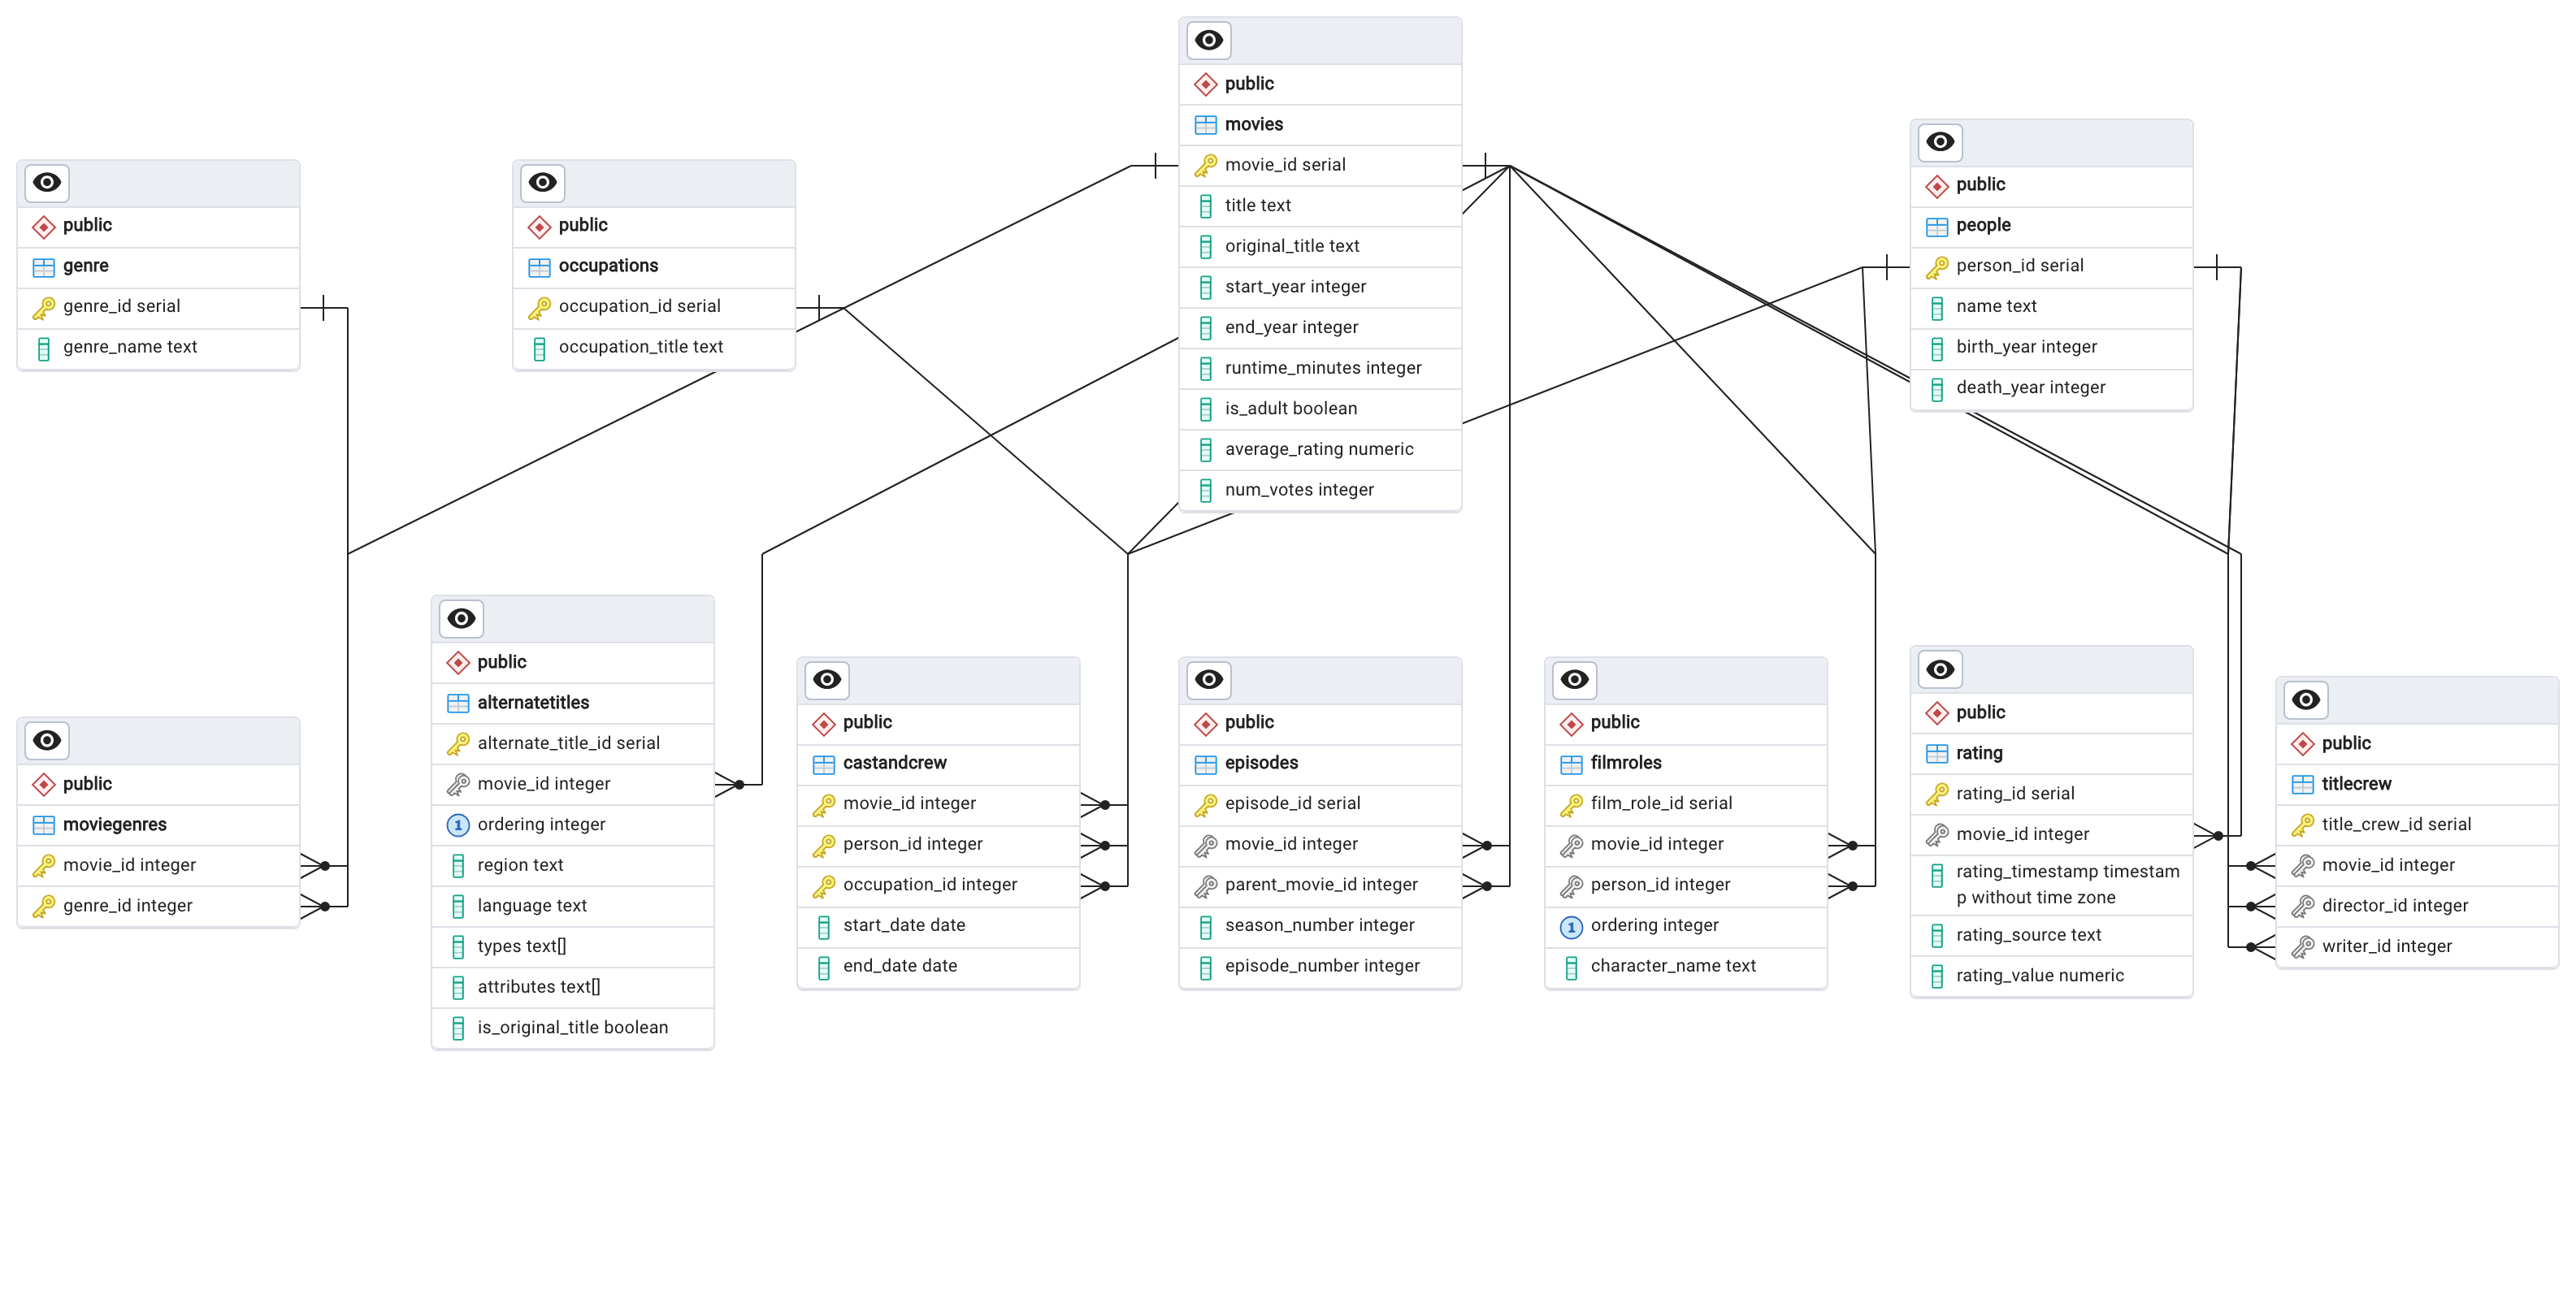 public
movies
movie_id serial
title text
original_title text
start_year integer
end_year integer
runtime_minutes integer
is_adult boolean
average_rating numeric
num_votes integer
public
people
person_id serial
name text
birth_year integer
death_year integer
public
genre
genre_id serial
genre_name text
public
occupations
occupation_id serial
occupation_title text
public
moviegenres
movie_id integer
genre_id integer
public
alternatetitles
alternate_title_id serial
movie_id integer
1 ordering integer
region text
language text
types text[]
attributes text[]
is_original_title boolean
public
castandcrew
movie_id integer
person_id integer
occupation_id integer
start_date date
end_date date
public
episodes
episode_id serial
movie_id integer
parent_movie_id integer
season_number integer
episode_number integer
public
filmroles
film_role_id serial
movie_id integer
person_id integer
1 ordering integer
character_name text
public
rating
rating_id serial
movie_id integer
rating_timestamp timestam
p without time zone
rating_source text
rating_value numeric
public
titlecrew
title_crew_id serial
movie_id integer
director_id integer
writer_id integer